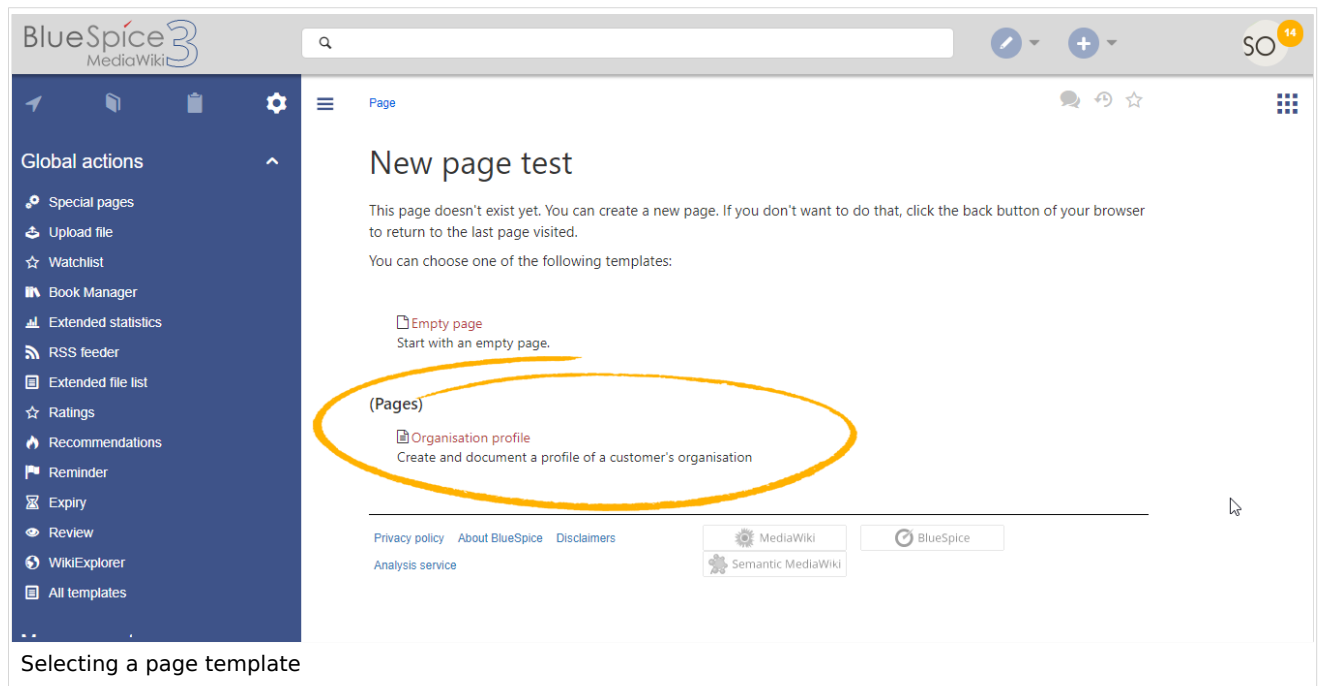 BlueSpice 3
MediaWiki
SO
14
Page
Global actions
Special pages
Upload file
Watchlist
Book Manager
Extended statistics
RSS feeder
Extended file list
Ratings
Recommendations
Reminder
Expiry
Review
WikiExplorer
All templates
New page test
This page doesn't exist yet. You can create a new page. If you don't want to do that, click the back button of your browser
to return to the last page visited.
You can choose one of the following templates:
Empty page
Start with an empty page.
(Pages)
Organisation profile
Create and document a profile of a customer's organisation
Privacy policy About BlueSpice Disclaimers
Analysis service
MediaWiki
BlueSpice
Semantic MediaWiki
Selecting a page template